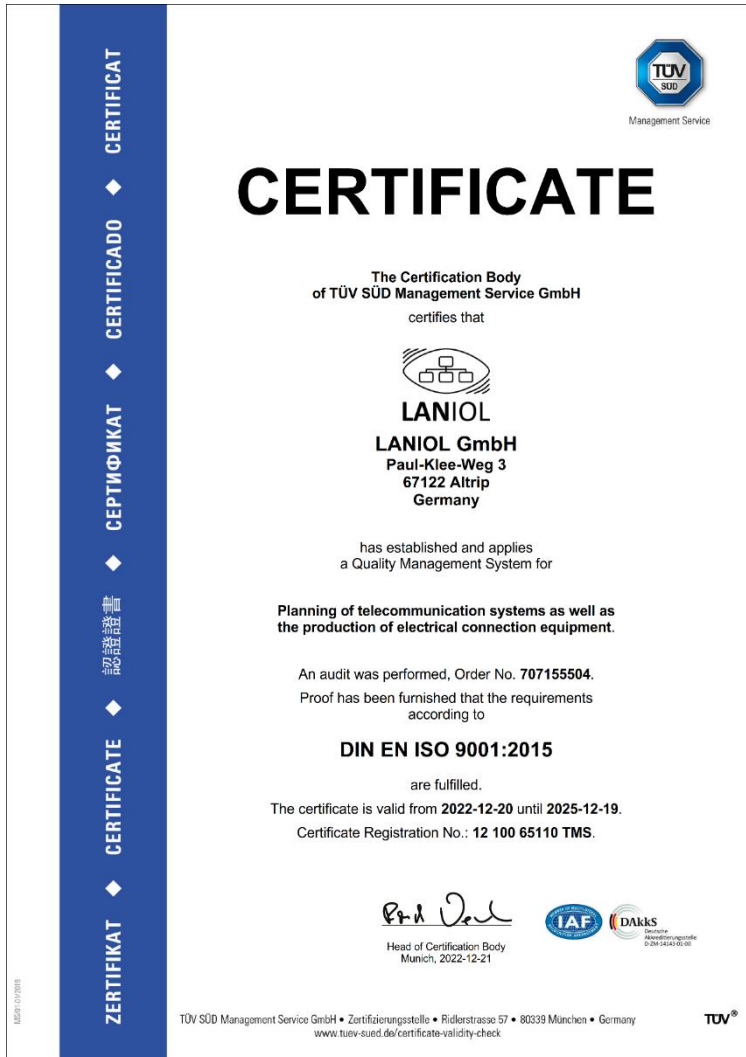 ZERTIFIKAT ◆ CERTIFICATE ◆ 認證證書 ◆ СЕРТИФИКАТ ◆ CERTIFICADO ◆ CERTIFICAT
TÜV
SÜD
Management Service
CERTIFICATE
The Certification Body
of TÜV SÜD Management Service GmbH
certifies that
LANIOL
LANIOL GmbH
Paul-Klee-Weg 3
67122 Altrip
Germany
has established and applies
a Quality Management System for
Planning of telecommunication systems as well as
the production of electrical connection equipment.
An audit was performed, Order No. 707155504.
Proof has been furnished that the requirements
according to
DIN EN ISO 9001:2015
are fulfilled.
The certificate is valid from 2022-12-20 until 2025-12-19.
Certificate Registration No.: 12 100 65110 TMS.
IAF
DAkkS
Deutsche
Akkreditierungsstelle
D-ZM-14143-01-00
Head of Certification Body
Munich, 2022-12-21
TÜV SÜD Management Service GmbH • Zertifizierungsstelle • Ridlerstrasse 57 • 80339 München • Germany
www.tuev-sued.de/certificate-validity-check
TÜV®